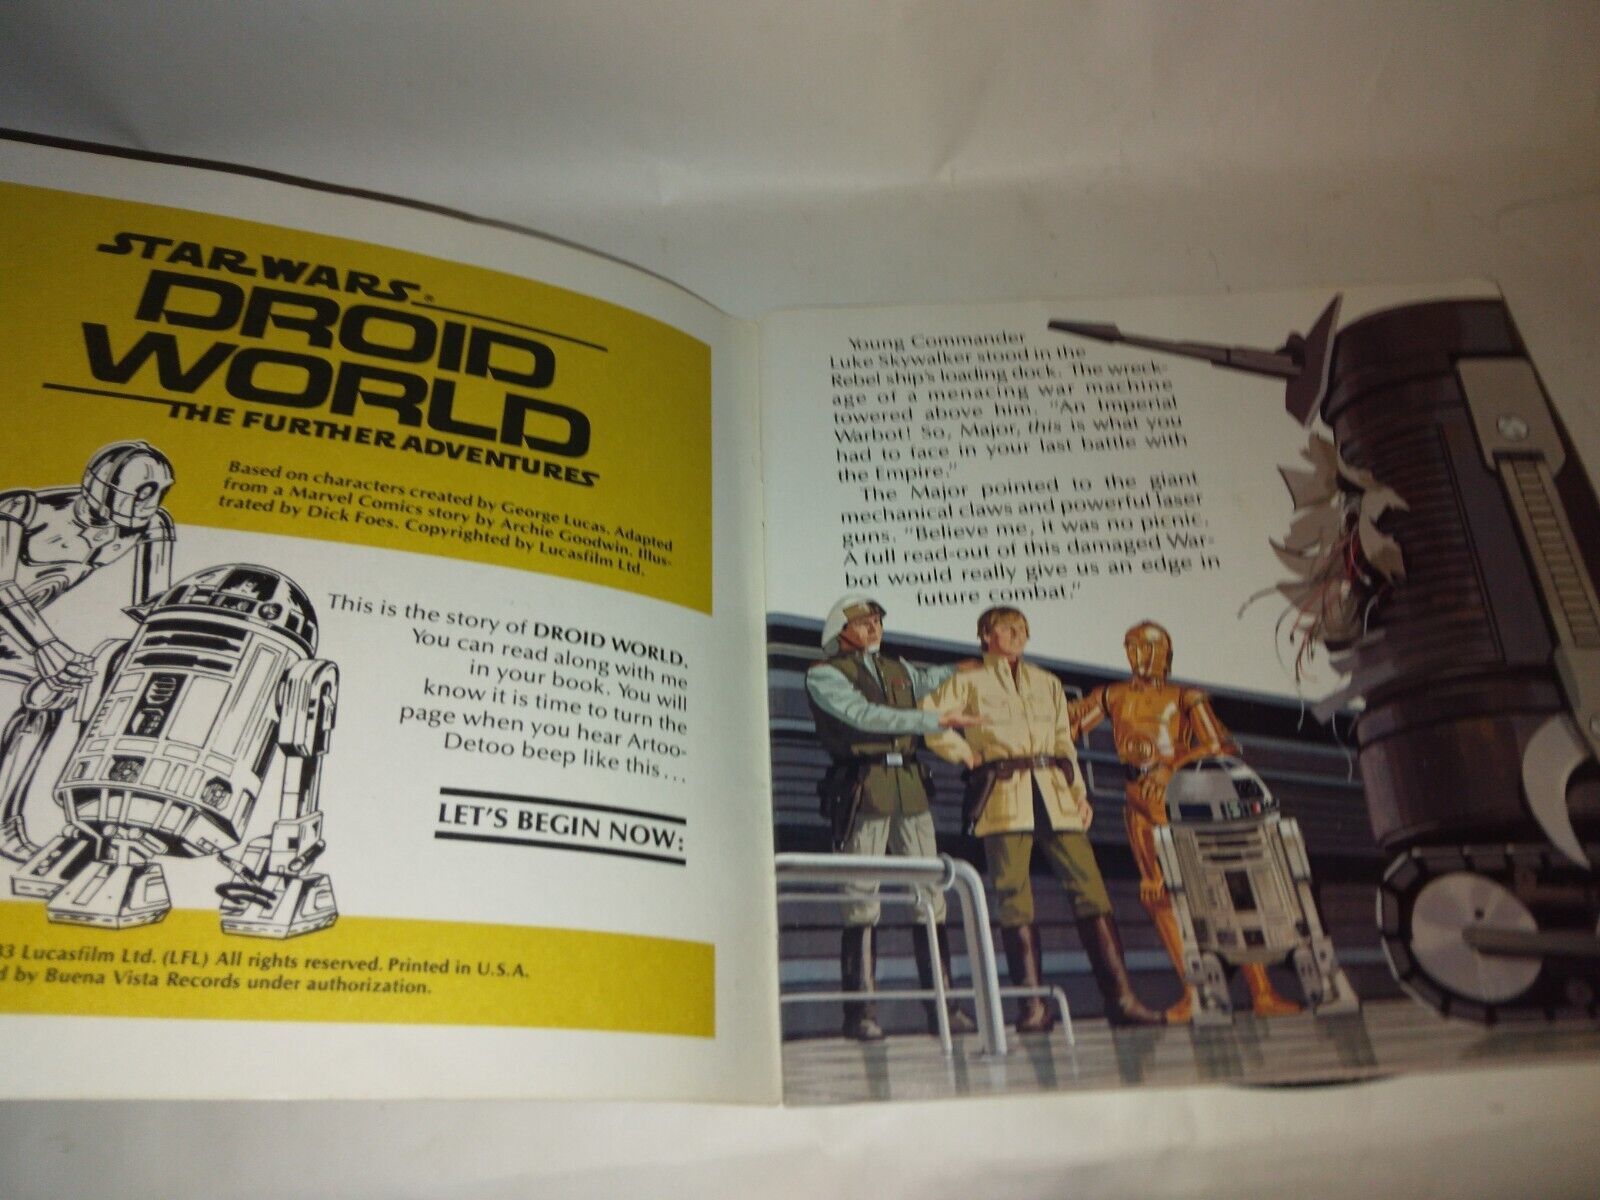 STAR WARS®
DROID
WORLD
THE FURTHER ADVENTURES
Based on characters created by George Lucas. Adapted
from a Marvel Comics story by Archie Goodwin. Illus-
trated by Dick Foes. Copyrighted by Lucasfilm Ltd.
This is the story of DROID WORLD.
You can read along with me
in your book. You will
know it is time to turn the
page when you hear Artoo-
Detoo beep like this...
LET'S BEGIN NOW:
83 Lucasfilm Ltd. (LFL) All rights reserved. Printed in U.S.A.
by Buena Vista Records under authorization.
Young Commander
Luke Skywalker stood in the
Rebel ship's loading dock. The wreck-
age of a menacing war machine
towered above him. "An Imperial
Warbot! So, Major, this is what you
had to face in your last battle with
the Empire."
The Major pointed to the giant
mechanical claws and powerful laser
guns. "Believe me, it was no picnic.
A full read-out of this damaged War-
bot would really give us an edge in
future combat."